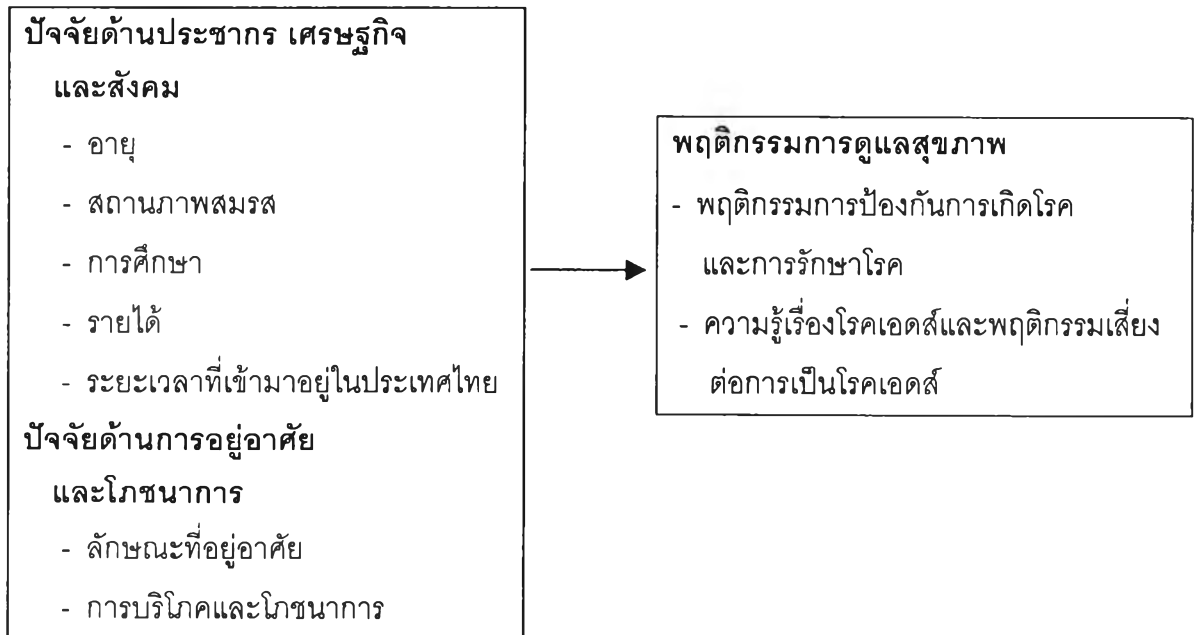 ปัจจัยด้านประชากร เศรษฐกิจ
และสังคม
- อายุ
- สถานภาพสมรส
- การศึกษา
- รายได้
- ระยะเวลาที่เข้ามาอยู่ในประเทศไทย
ปัจจัยด้านการอยู่อาศัย
และโภชนาการ
- ลักษณะที่อยู่อาศัย
- การบริโภคและโภชนาการ
พฤติกรรมการดูแลสุขภาพ
- พฤติกรรมการป้องกันการเกิดโรค
และการรักษาโรค
- ความรู้เรื่องโรคเอดส์และพฤติกรรมเสี่ยง
ต่อการเป็นโรคเอดส์